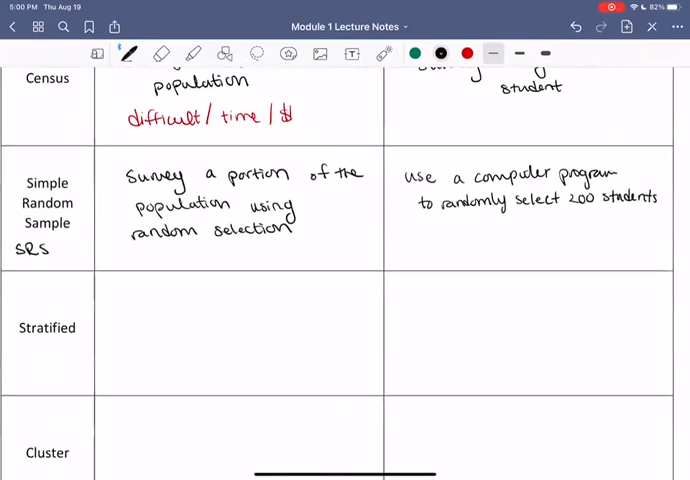 5:00 PM Thu Aug 19
82%
Module 1 Lecture Notes
Census
population
student
difficult / time / $
Simple
Random
Sample
SRS
Survey a portion of the
population using
random selection
use a computer program
to randomly select 200 students
Stratified
Cluster